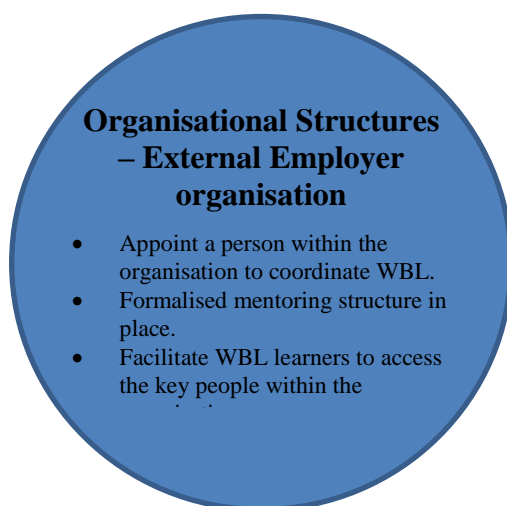 Organisational Structures
– External Employer
organisation
• Appoint a person within the
organisation to coordinate WBL.
• Formalised mentoring structure in
place.
• Facilitate WBL learners to access
the key people within the